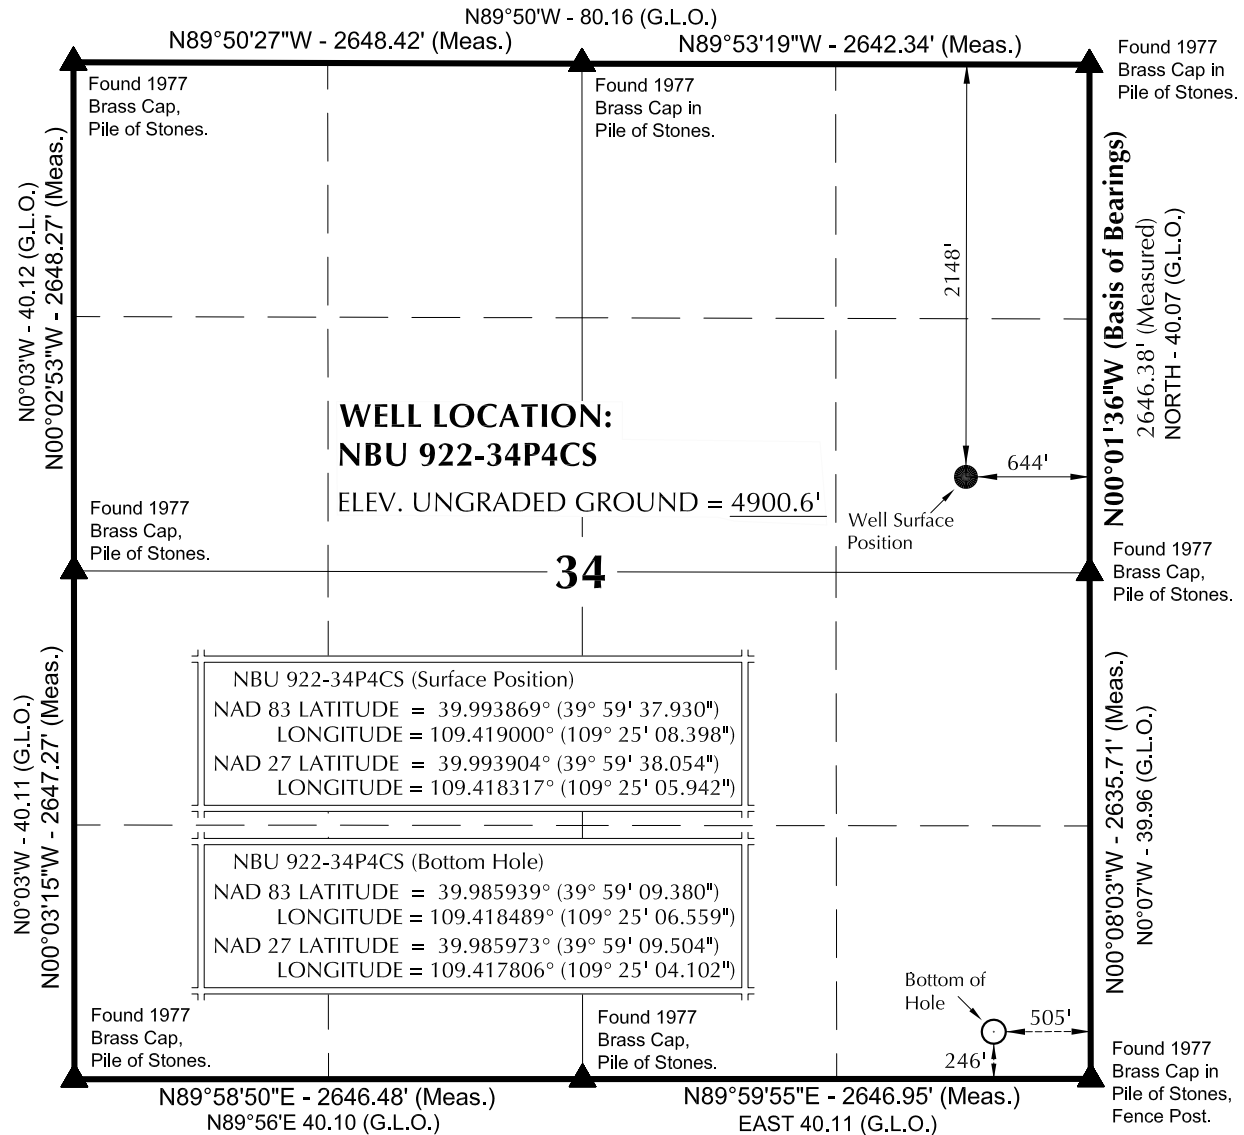 N89°50'W - 80.16 (G.L.O.)
N89°50'27"W - 2648.42' (Meas.)
N89°53'19"W - 2642.34' (Meas.)
Found 1977
Brass Cap,
Pile of Stones.
Found 1977
Brass Cap in
Pile of Stones.
Found 1977
Brass Cap in
Pile of Stones.
N0°03'W - 40.12 (G.L.O.)
N00°02'53"W - 2648.27' (Meas.)
2148'
N00°01'36"W (Basis of Bearings)
2646.38' (Measured)
NORTH - 40.07 (G.L.O.)
WELL LOCATION:
NBU 922-34P4CS
ELEV. UNGRADED GROUND = 4900.6'
644'
Well Surface
Position
Found 1977
Brass Cap,
Pile of Stones.
34
Found 1977
Brass Cap,
Pile of Stones.
NBU 922-34P4CS (Surface Position)
NAD 83 LATITUDE = 39.993869° (39° 59' 37.930")
LONGITUDE = 109.419000° (109° 25' 08.398")
NAD 27 LATITUDE = 39.993904° (39° 59' 38.054")
LONGITUDE = 109.418317° (109° 25' 05.942")
NBU 922-34P4CS (Bottom Hole)
NAD 83 LATITUDE = 39.985939° (39° 59' 09.380")
LONGITUDE = 109.418489° (109° 25' 06.559")
NAD 27 LATITUDE = 39.985973° (39° 59' 09.504")
LONGITUDE = 109.417806° (109° 25' 04.102")
N0°03'W - 40.11 (G.L.O.)
N00°03'15"W - 2647.27' (Meas.)
N00°08'03"W - 2635.71' (Meas.)
N0°07'W - 39.96 (G.L.O.)
Bottom of
Hole
505'
246'
Found 1977
Brass Cap,
Pile of Stones.
Found 1977
Brass Cap,
Pile of Stones.
Found 1977
Brass Cap in
Pile of Stones,
Fence Post.
N89°58'50"E - 2646.48' (Meas.)
N89°56'E 40.10 (G.L.O.)
N89°59'55"E - 2646.95' (Meas.)
EAST 40.11 (G.L.O.)